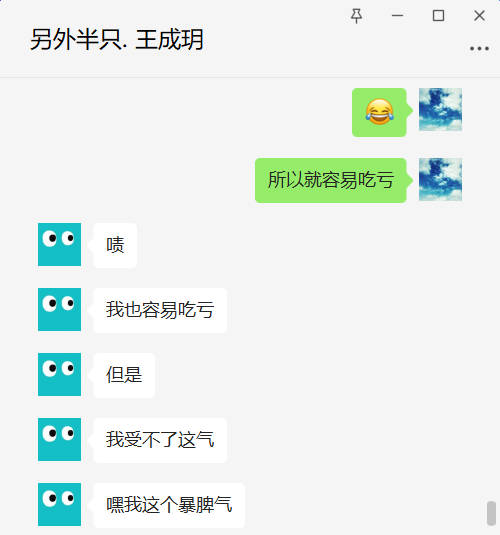 另外半只. 王成玥
所以就容易吃亏
啧
我也容易吃亏
但是
我受不了这气
嘿我这个暴脾气